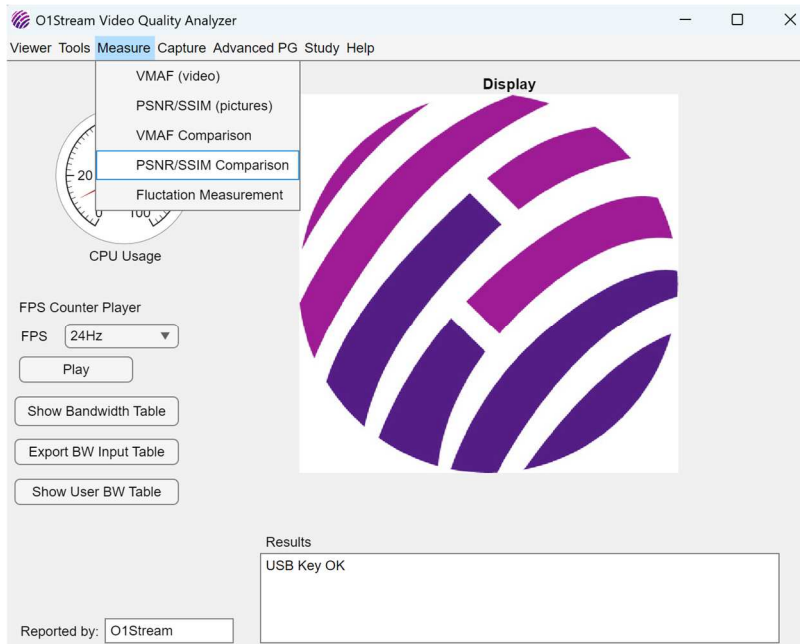 O1Stream Video Quality Analyzer
Viewer Tools Measure Capture Advanced PG Study Help
VMAF (video)
PSNR/SSIM (pictures)
VMAF Comparison
PSNR/SSIM Comparison
Fluctation Measurement
Display
20
0
100
CPU Usage
FPS Counter Player
FPS 24Hz
Play
Show Bandwidth Table
Export BW Input Table
Show User BW Table
Results
USB Key OK
Reported by: O1Stream